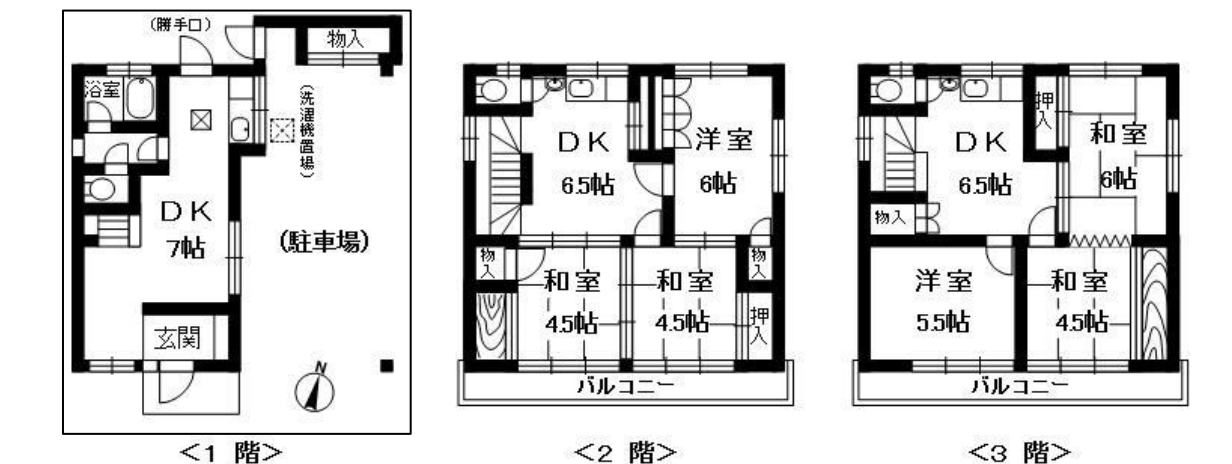 (勝手口)
物入
浴室
(洗濯機置場)
DK
7帖
(駐車場)
玄関
N
<1 階>
DK
6.5帖
洋室
6帖
物入
和室
4.5帖
和室
4.5帖
物入
押入
バルコニー
<2 階>
押入
DK
6.5帖
和室
6帖
物入
洋室
5.5帖
和室
4.5帖
バルコニー
<3 階>